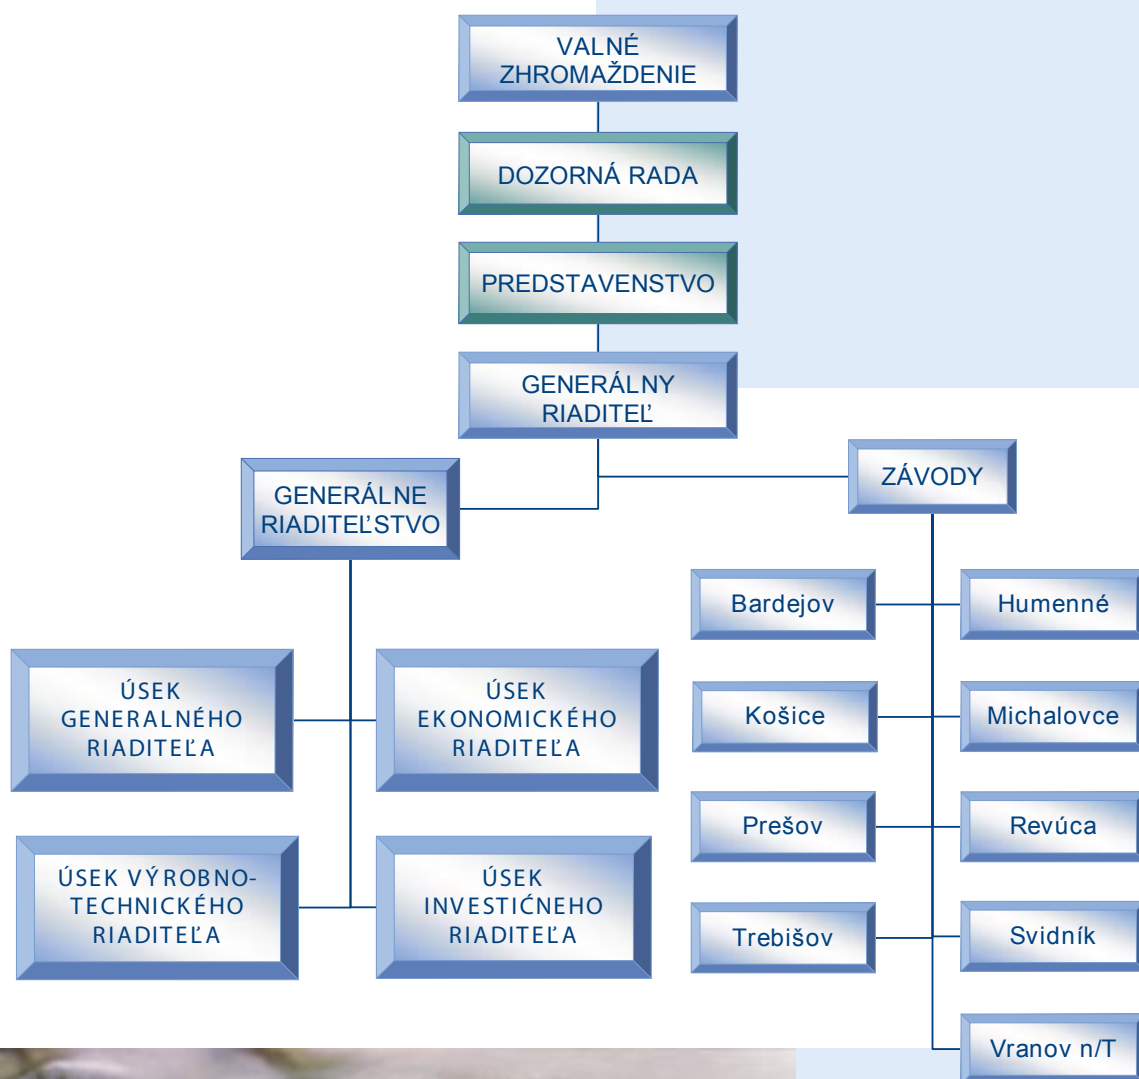 VALNÉ
ZHROMAŽDENIE
DOZORNÁ RADA
PREDSTAVENSTVO
GENERÁLNY
RIADITEĽ
GENERÁLNE
RIADITEĽSTVO
ZÁVODY
ÚSEK
GENERALNÉHO
RIADITEĽA
ÚSEK
EKONOMICKÉHO
RIADITEĽA
ÚSEK VÝROBNO-
TECHNICKÉHO
RIADITEĽA
ÚSEK
INVESTIĆNEHO
RIADITEĽA
Bardejov
Humenné
Košice
Michalovce
Prešov
Revúca
Trebišov
Svidník
Vranov n/T